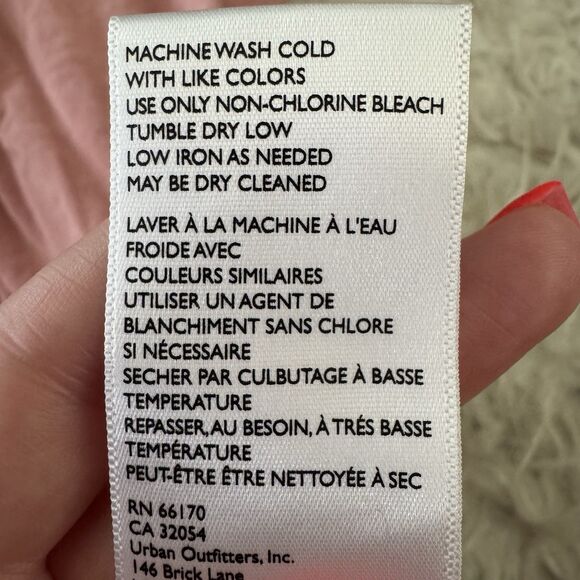 MACHINE WASH COLD
WITH LIKE COLORS
USE ONLY NON-CHLORINE BLEACH
TUMBLE DRY LOW
LOW IRON AS NEEDED
MAY BE DRY CLEANED
LAVER À LA MACHINE À L'EAU
FROIDE AVEC
COULEURS SIMILAIRES
UTILISER UN AGENT DE
BLANCHIMENT SANS CHLORE
SI NÉCESSAIRE
SECHER PAR CULBUTAGE À BASSE
TEMPERATURE
REPASSER, AU BESOIN, À TRÉS BASSE
TEMPÉRATURE
PEUT-ÊTRE ÊTRE NETTOYÉE À SEC
RN 66170
CA 32054
Urban Outfitters, Inc.
146 Brick Lane